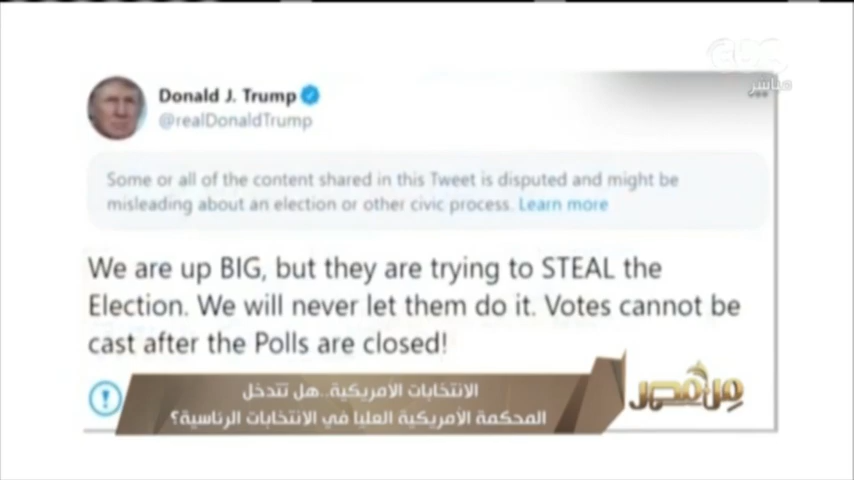 CBC
مباشر
Donald J. Trump
@realDonaldTrump
Some or all of the content shared in this Tweet is disputed and might be
misleading about an election or other civic process. Learn more
We are up BIG, but they are trying to STEAL the
Election. We will never let them do it. Votes cannot be
cast after the Polls are closed!
الانتخابات الأمريكية..هل تتدخل
المحكمة الأمريكية العليا في الانتخابات الرئاسية؟
من مصر